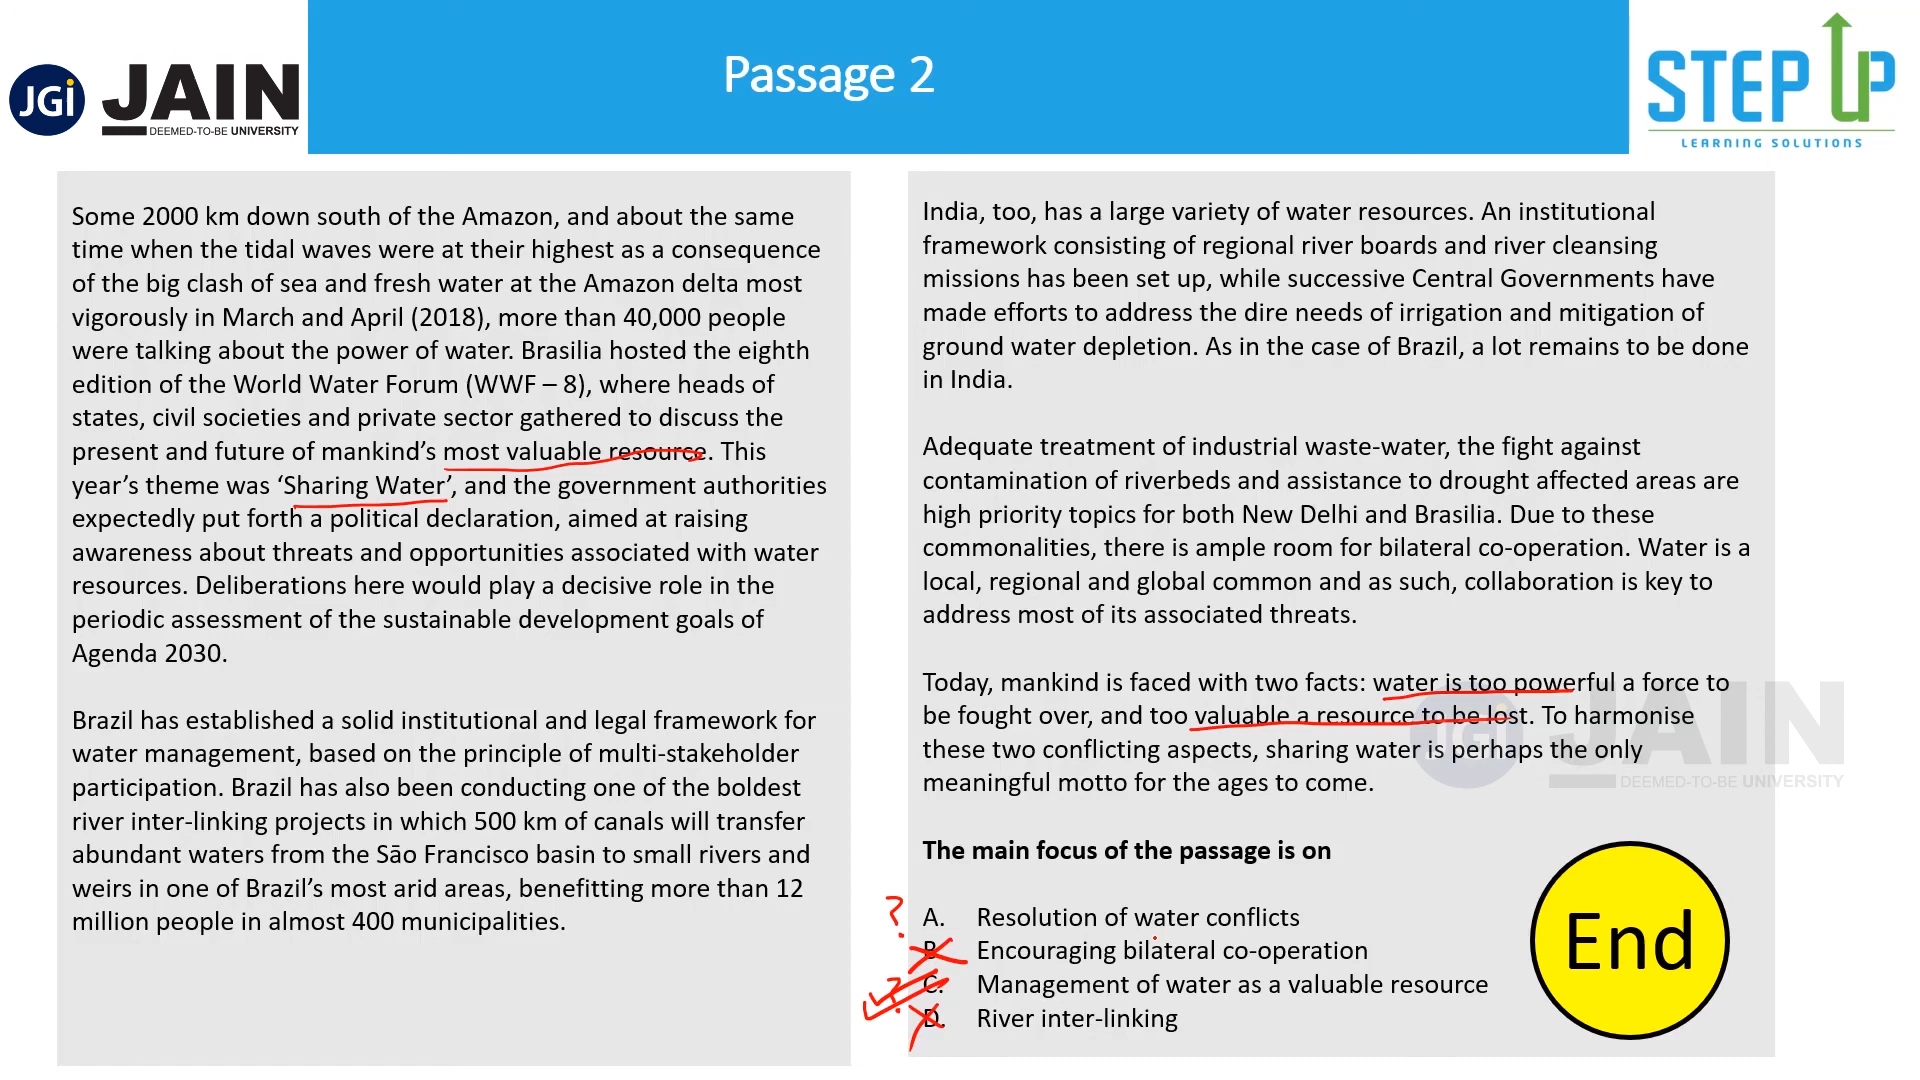 Passage 2
JGi JAIN
DEEMED-TO-BE UNIVERSITY
STEP UP
LEARNING SOLUTIONS
Some 2000 km down south of the Amazon, and about the same
time when the tidal waves were at their highest as a consequence
of the big clash of sea and fresh water at the Amazon delta most
vigorously in March and April (2018), more than 40,000 people
were talking about the power of water. Brasilia hosted the eighth
edition of the World Water Forum (WWF – 8), where heads of
states, civil societies and private sector gathered to discuss the
present and future of mankind’s most valuable resource. This
year’s theme was ‘Sharing Water’, and the government authorities
expectedly put forth a political declaration, aimed at raising
awareness about threats and opportunities associated with water
resources. Deliberations here would play a decisive role in the
periodic assessment of the sustainable development goals of
Agenda 2030.
Brazil has established a solid institutional and legal framework for
water management, based on the principle of multi-stakeholder
participation. Brazil has also been conducting one of the boldest
river inter-linking projects in which 500 km of canals will transfer
abundant waters from the São Francisco basin to small rivers and
weirs in one of Brazil’s most arid areas, benefitting more than 12
million people in almost 400 municipalities.
India, too, has a large variety of water resources. An institutional
framework consisting of regional river boards and river cleansing
missions has been set up, while successive Central Governments have
made efforts to address the dire needs of irrigation and mitigation of
ground water depletion. As in the case of Brazil, a lot remains to be done
in India.
Adequate treatment of industrial waste-water, the fight against
contamination of riverbeds and assistance to drought affected areas are
high priority topics for both New Delhi and Brasilia. Due to these
commonalities, there is ample room for bilateral co-operation. Water is a
local, regional and global common and as such, collaboration is key to
address most of its associated threats.
Today, mankind is faced with two facts: water is too powerful a force to
be fought over, and too valuable a resource to be lost. To harmonise
these two conflicting aspects, sharing water is perhaps the only
meaningful motto for the ages to come.
JGi JAIN
DEEMED-TO-BE UNIVERSITY
The main focus of the passage is on
? A. Resolution of water conflicts
B. Encouraging bilateral co-operation
? C. Management of water as a valuable resource
D. River inter-linking
End